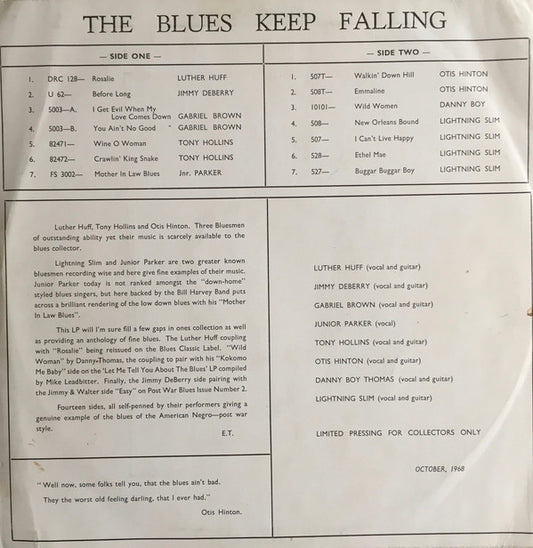 THE BLUES KEEP FALLING
— SIDE ONE —
1. DRC 128— Rosalie LUTHER HUFF
2. U 62— Before Long JIMMY DEBERRY
3. 5003—A. I Get Evil When My
Love Comes Down GABRIEL BROWN
4. 5003—B. You Ain't No Good " GABRIEL BROWN
5. 82471— Wine O Woman TONY HOLLINS
6. 82472— Crawlin' King Snake TONY HOLLINS
7. FS 3002— Mother In Law Blues Jnr. PARKER
— SIDE TWO —
1. 507T— Walkin' Down Hill OTIS HINTON
2. 508T— Emmaline OTIS HINTON
3. 10101— Wild Women DANNY BOY
4. 508— New Orleans Bound LIGHTNING SLIM
5. 507— I Can't Live Happy LIGHTNING SLIM
6. 528— Ethel Mae LIGHTNING SLIM
7. 527— Buggar Buggar Boy LIGHTNING SLIM
Luther Huff, Tony Hollins and Otis Hinton. Three Bluesmen
of outstanding ability yet their music is scarcely available to the
blues collector.
Lightning Slim and Junior Parker are two greater known
bluesmen recording wise and here give fine examples of their music.
Junior Parker today is not ranked amongst the "down-home"
styled blues singers, but here backed by the Bill Harvey Band puts
across a brilliant rendering of the low down blues with his "Mother
In Law Blues".
This LP will I'm sure fill a few gaps in ones collection as well
as providing an anthology of fine blues. The Luther Huff coupling
with "Rosalie" being reissued on the Blues Classic Label. "Wild
Woman" by Danny Thomas, the coupling to pair with his "Kokomo
Me Baby" side on the 'Let Me Tell You About The Blues' LP compiled
by Mike Leadbitter. Finally, the Jimmy DeBerry side pairing with
the Jimmy & Walter side "Easy" on Post War Blues Issue Number 2.
Fourteen sides, all self-penned by their performers giving a
genuine example of the blues of the American Negro—post war
style.
E.T.
"Well now, some folks tell you, that the blues ain't bad.
They the worst old feeling darling, that I ever had."
Otis Hinton.
LUTHER HUFF (vocal and guitar)
JIMMY DEBERRY (vocal and guitar)
GABRIEL BROWN (vocal and guitar)
JUNIOR PARKER (vocal)
TONY HOLLINS (vocal and guitar)
OTIS HINTON (vocal and guitar)
DANNY BOY THOMAS (vocal and guitar)
LIGHTNING SLIM (vocal and guitar)
LIMITED PRESSING FOR COLLECTORS ONLY
OCTOBER, 1968